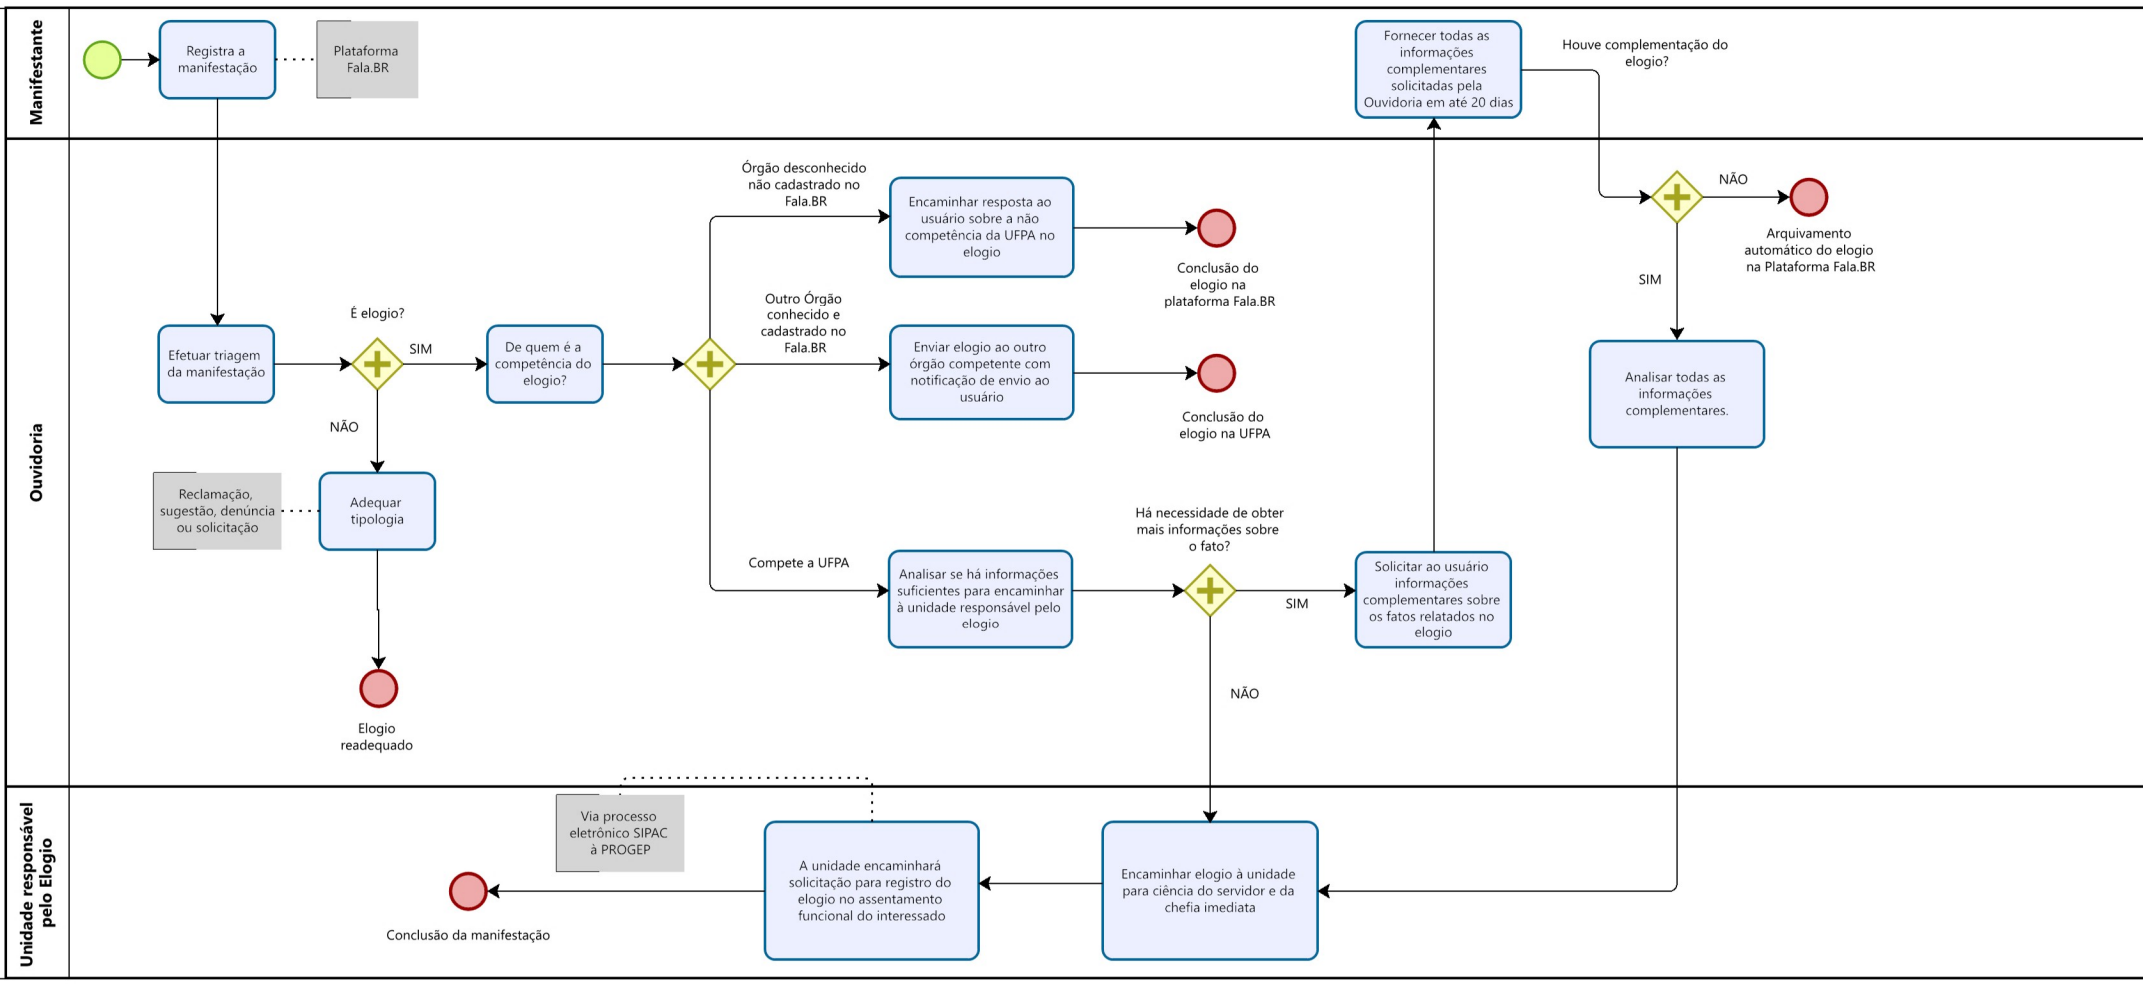 Manifestante
Registra a
manifestação
Plataforma
Fala.BR
Fornecer todas as
informações
complementares
solicitadas pela
Ouvidoria em até 20 dias
Houve complementação do
elogio?
Ouvidoria
Efetuar triagem
da manifestação
É elogio?
SIM
NÃO
De quem é a
competência do
elogio?
Órgão desconhecido
não cadastrado no
Fala.BR
Encaminhar resposta ao
usuário sobre a não
competência da UFPA no
elogio
Conclusão do
elogio na
plataforma Fala.BR
Outro Órgão
conhecido e
cadastrado no
Fala.BR
Enviar elogio ao outro
órgão competente com
notificação de envio ao
usuário
Conclusão do
elogio na UFPA
NÃO
Arquivamento
automático do elogio
na Plataforma Fala.BR
SIM
Analisar todas as
informações
complementares.
Reclamação,
sugestão, denúncia
ou solicitação
Adequar
tipologia
Elogio
readequado
Compete a UFPA
Analisar se há informações
suficientes para encaminhar
à unidade responsável pelo
elogio
Há necessidade de obter
mais informações sobre
o fato?
SIM
NÃO
Solicitar ao usuário
informações
complementares sobre
os fatos relatados no
elogio
Unidade responsável
pelo Elogio
Via processo
eletrônico SIPAC
à PROGEP
Conclusão da manifestação
A unidade encaminhará
solicitação para registro do
elogio no assentamento
funcional do interessado
Encaminhar elogio à unidade
para ciência do servidor e da
chefia imediata